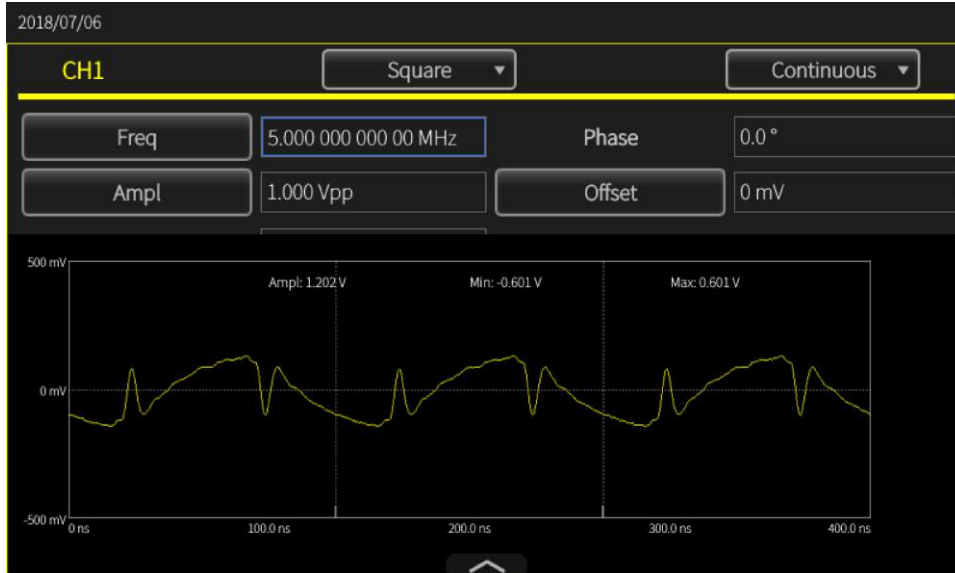 2018/07/06
CH1 Square Continuous
Freq 5.000 000 000 00 MHz Phase 0.0 °
Ampl 1.000 Vpp Offset 0 mV
500 mV
Ampl: 1.202 V Min: -0.601 V Max: 0.601 V
0 mV
-500 mV
0 ns 100.0 ns 200.0 ns 300.0 ns 400.0 ns